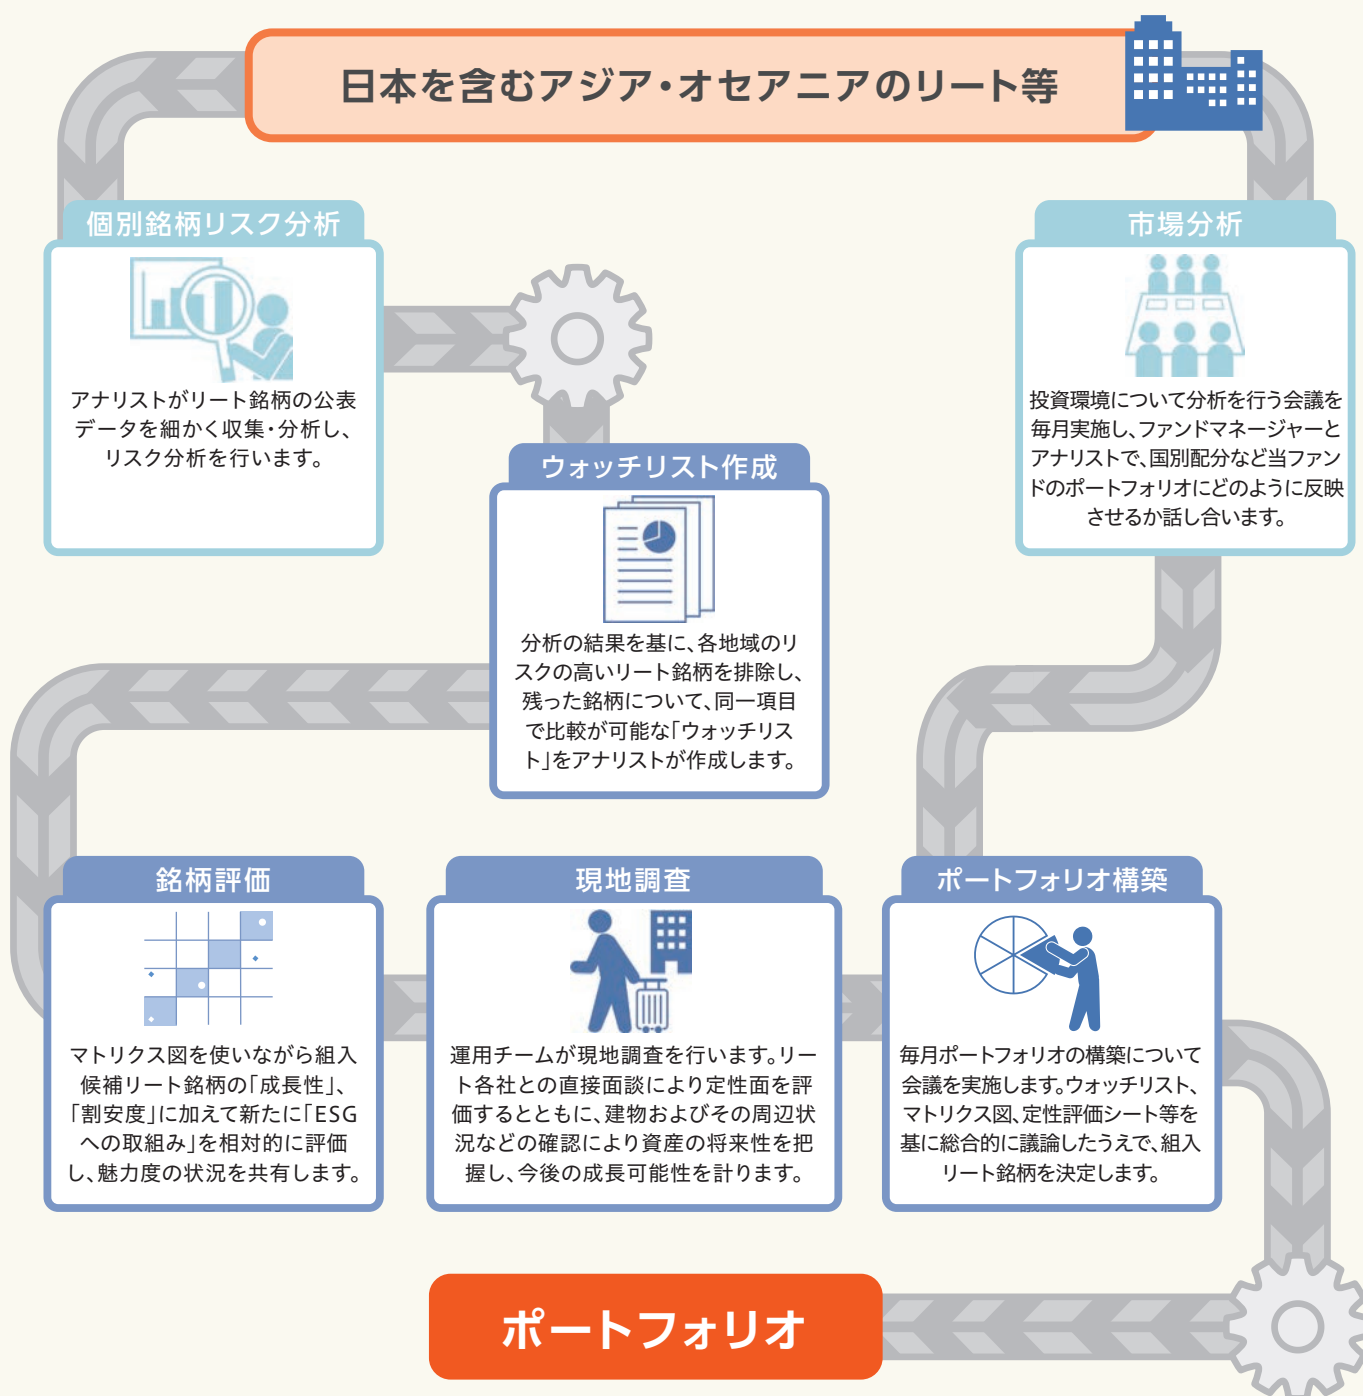 日本を含むアジア・オセアニアのリート等
個別銘柄リスク分析
アナリストがリート銘柄の公表
データを細かく収集・分析し、
リスク分析を行います。
市場分析
投資環境について分析を行う会議を
毎月実施し、ファンドマネージャーと
アナリストで、国別配分など当ファン
ドのポートフォリオにどのように反映
させるか話し合います。
ウォッチリスト作成
分析の結果を基に、各地域のリ
スクの高いリート銘柄を排除し、
残った銘柄について、同一項目
で比較が可能な「ウォッチリス
ト」をアナリストが作成します。
銘柄評価
マトリクス図を使いながら組入
候補リート銘柄の「成長性」、
「割安度」に加えて新たに「ESG
への取組み」を相対的に評価
し、魅力度の状況を共有します。
現地調査
運用チームが現地調査を行います。リー
ト各社との直接面談により定性面を評
価するとともに、建物およびその周辺状
況などの確認により資産の将来性を把
握し、今後の成長可能性を計ります。
ポートフォリオ構築
毎月ポートフォリオの構築について
会議を実施します。ウォッチリスト、
マトリクス図、定性評価シート等を
基に総合的に議論したうえで、組入
リート銘柄を決定します。
ポートフォリオ